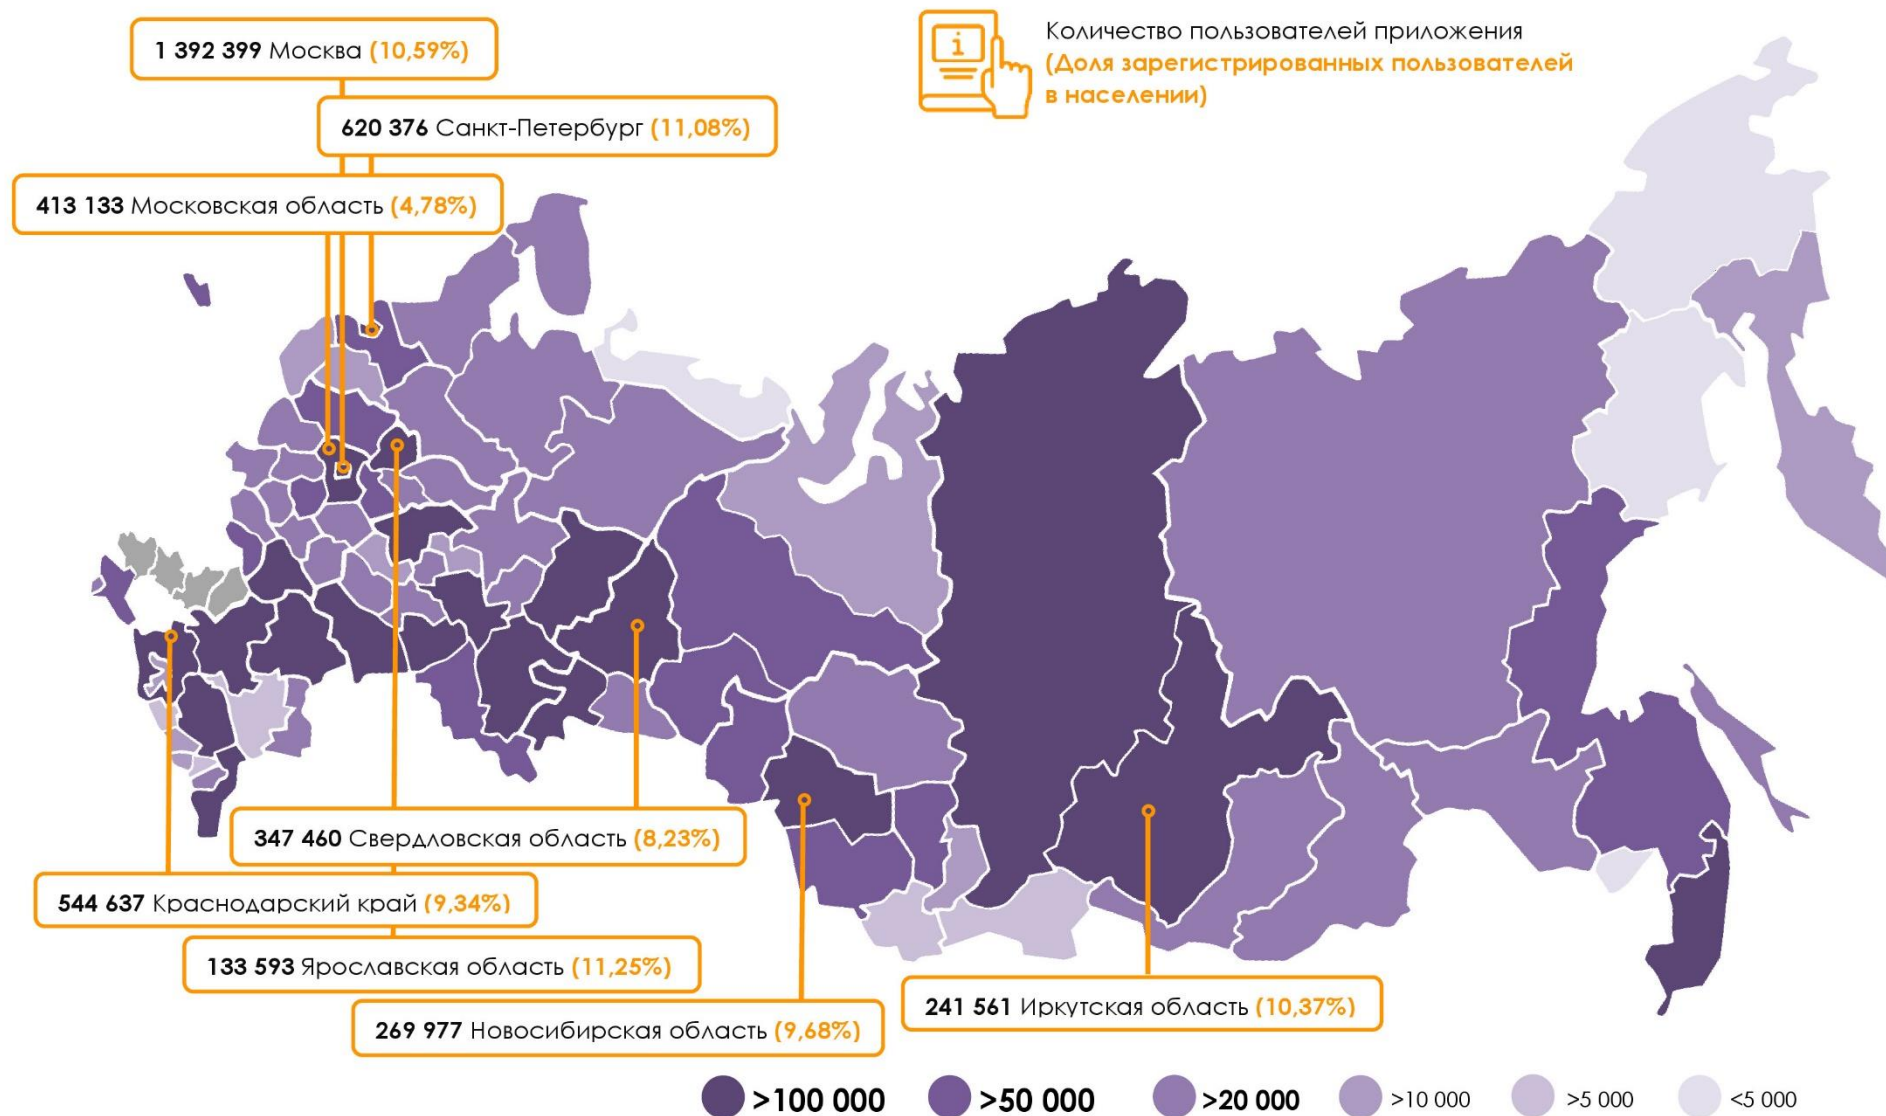 1 392 399 Москва (10,59%)
Количество пользователей приложения
(Доля зарегистрированных пользователей
в населении)
i
620 376 Санкт-Петербург (11,08%)
413 133 Московская область (4,78%)
347 460 Свердловская область (8,23%)
544 637 Краснодарский край (9,34%)
133 593 Ярославская область (11,25%)
269 977 Новосибирская область (9,68%)
241 561 Иркутская область (10,37%)
>100 000 >50 000 >20 000 >10 000 >5 000 <5 000